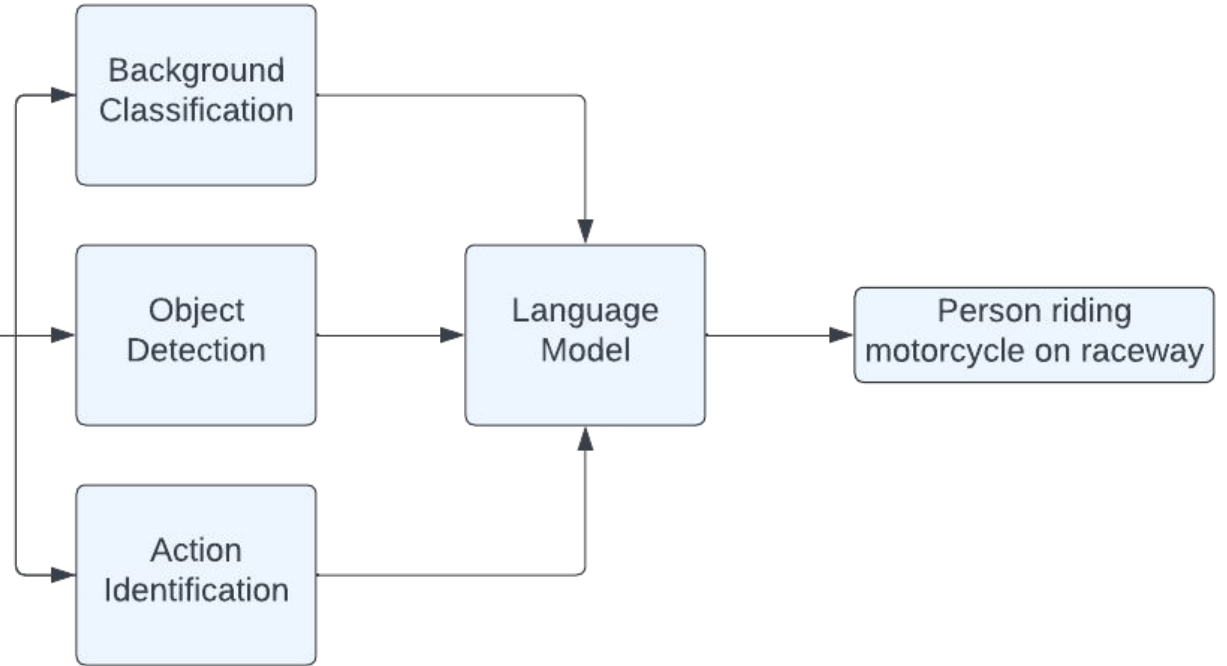 Background
Classification
Object
Detection
Action
Identification
Language
Model
Person riding
motorcycle on raceway